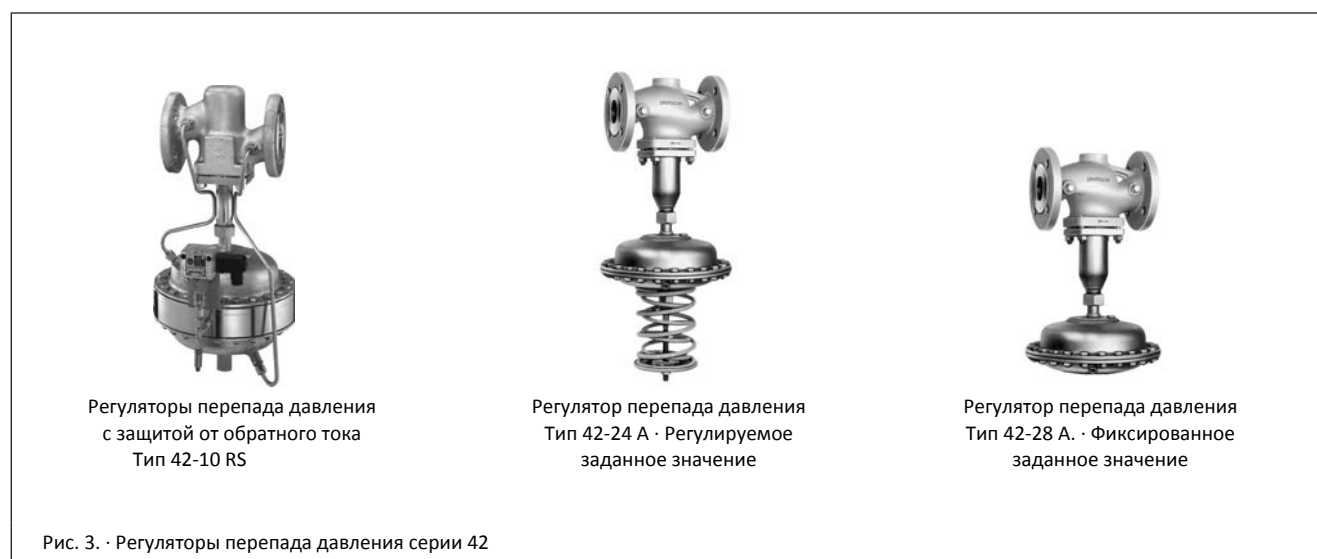 Регуляторы перепада давления
с защитой от обратного тока
Тип 42-10 RS
Регулятор перепада давления
Тип 42-24 A · Регулируемое
заданное значение
Регулятор перепада давления
Тип 42-28 A. · Фиксированное
заданное значение
Рис. 3. · Регуляторы перепада давления серии 42